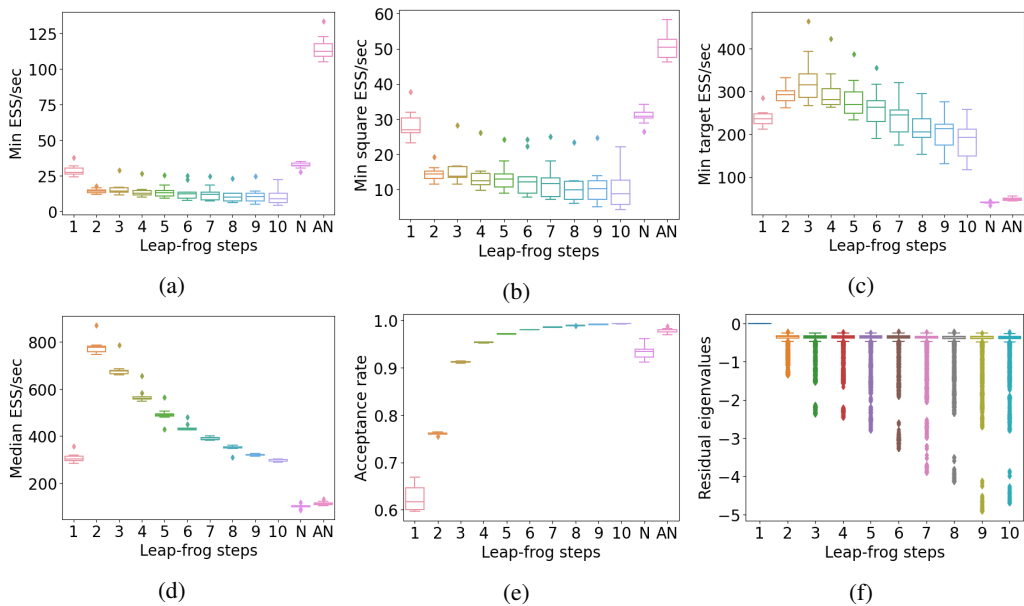 Min ESS/sec
125
100
75
50
25
0
1 2 3 4 5 6 7 8 9 10 N AN
Leap-frog steps
(a)
Min square ESS/sec
60
50
40
30
20
10
1 2 3 4 5 6 7 8 9 10 N AN
Leap-frog steps
(b)
Min target ESS/sec
400
300
200
100
1 2 3 4 5 6 7 8 9 10 N AN
Leap-frog steps
(c)
Median ESS/sec
800
600
400
200
1 2 3 4 5 6 7 8 9 10 N AN
Leap-frog steps
(d)
Acceptance rate
1.0
0.9
0.8
0.7
0.6
1 2 3 4 5 6 7 8 9 10 N AN
Leap-frog steps
(e)
Residual eigenvalues
0
−1
−2
−3
−4
−5
1 2 3 4 5 6 7 8 9 10
Leap-frog steps
(f)